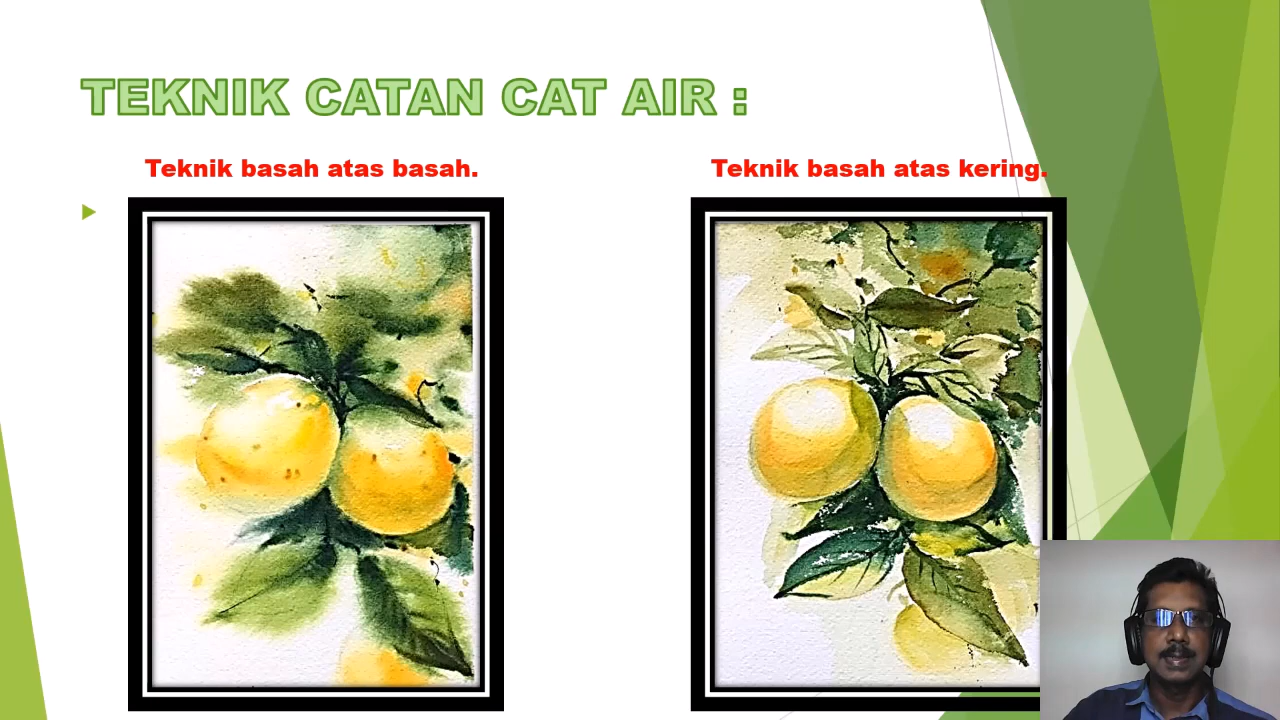 TEKNIK CATAN CAT AIR :
Teknik basah atas basah.
Teknik basah atas kering.